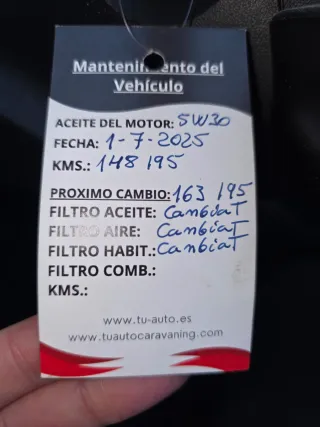 Mantenimiento del
Vehículo
ACEITE DEL MOTOR: 5W30
FECHA: 1-7-2025
KMS.: 148 195
PROXIMO CAMBIO: 163 195
FILTRO ACEITE: CambiaT
FILTRO AIRE: CambiaT
FILTRO HABIT.: CambiaT
FILTRO COMB.:
KMS.:
www.tu-auto.es
www.tuautocaravaning.com